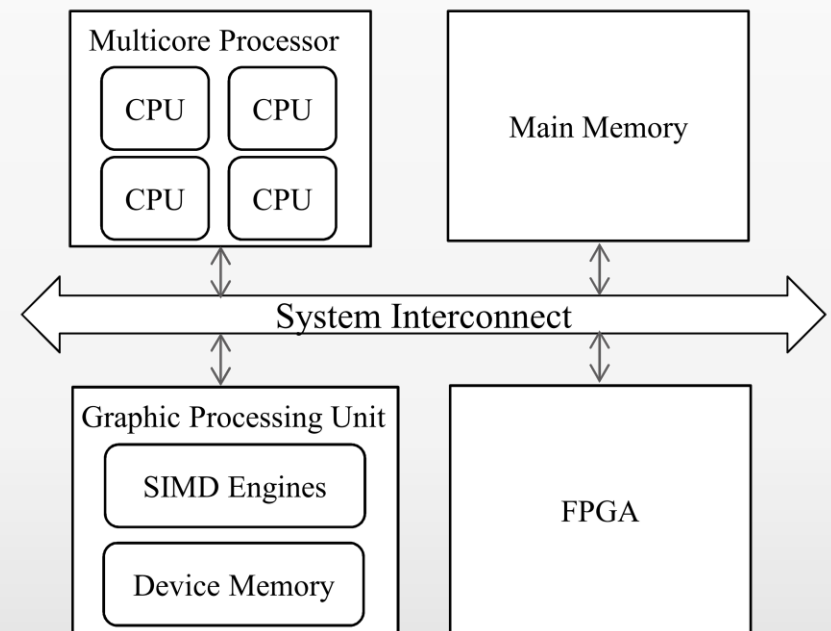 Multicore Processor
CPU
CPU
CPU
CPU
Main Memory
System Interconnect
Graphic Processing Unit
SIMD Engines
Device Memory
FPGA